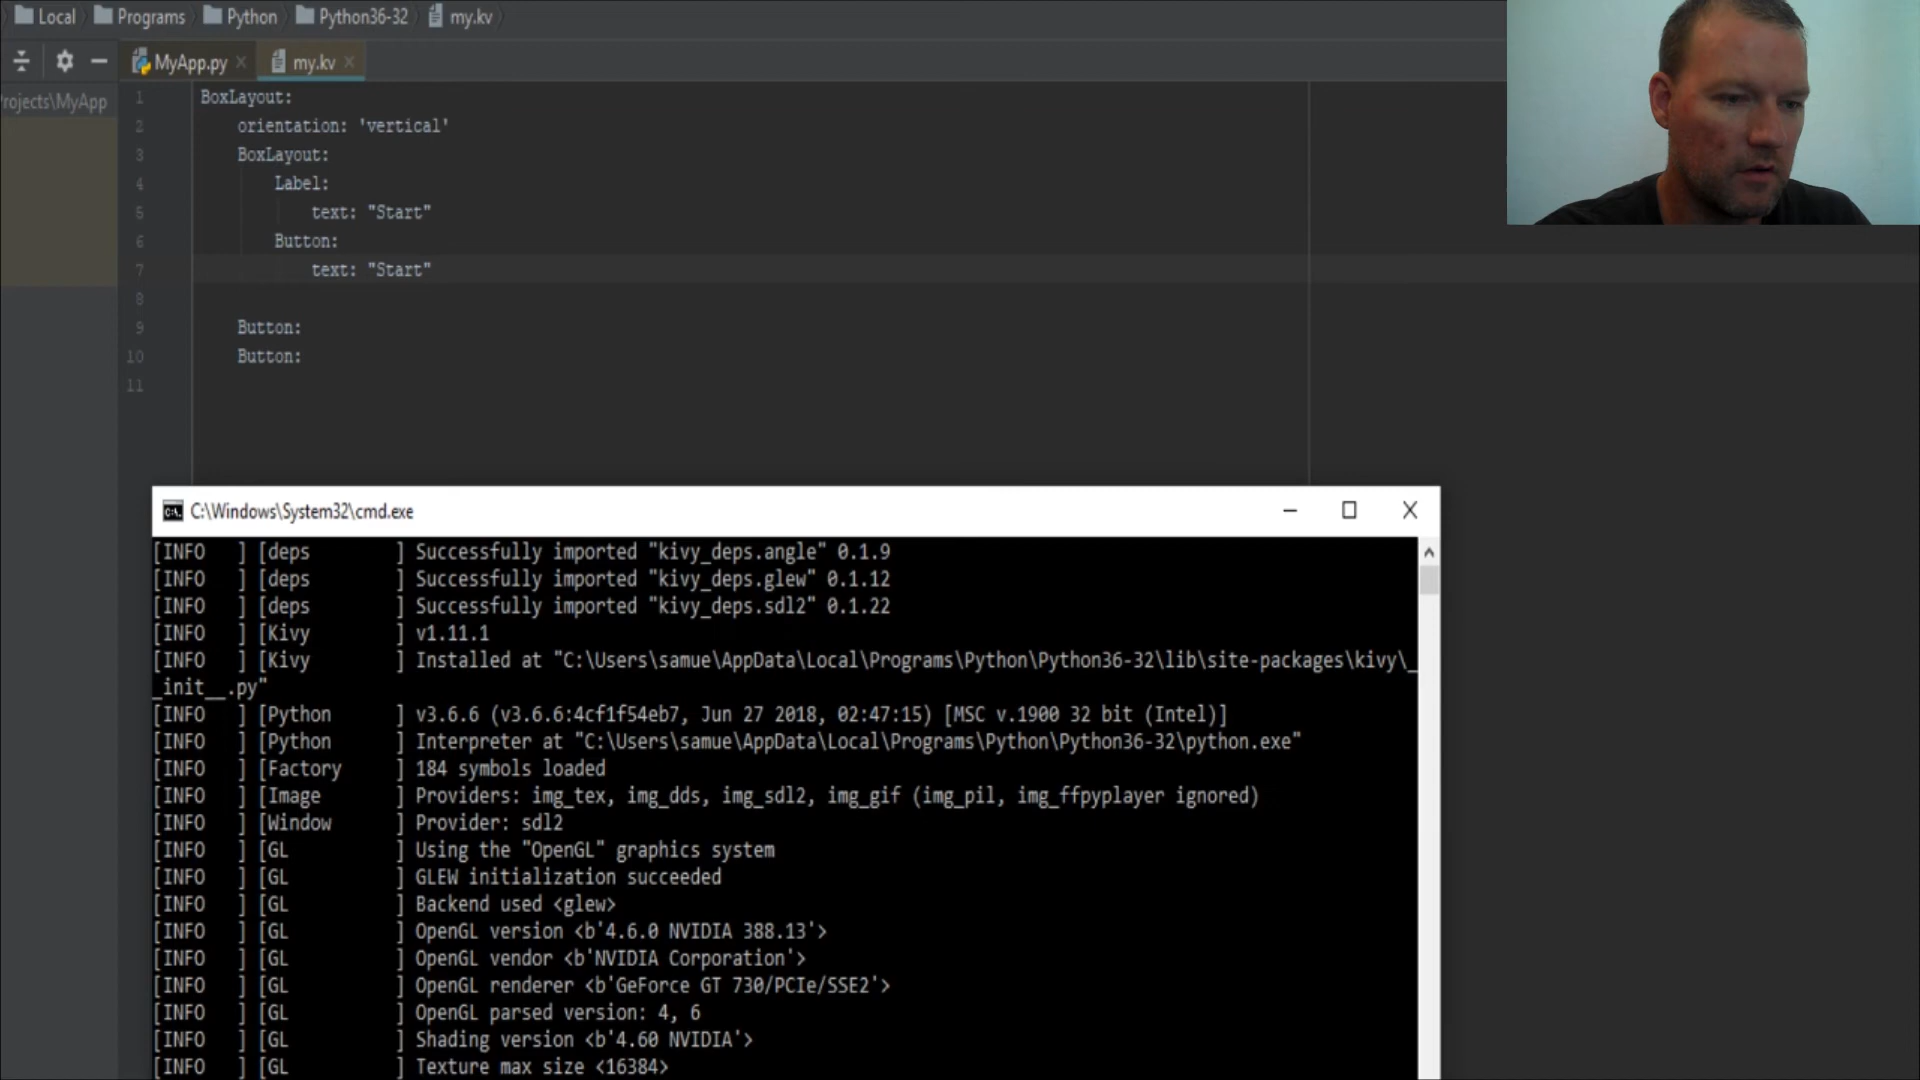 Local Programs Python Python36-32 my.kv
MyApp.py my.kv
rojects\MyApp
1 BoxLayout:
2 orientation: 'vertical'
3 BoxLayout:
4 Label:
5 text: "Start"
6 Button:
7 text: "Start"
8
9 Button:
10 Button:
11
C:\Windows\System32\cmd.exe
[INFO   ] [deps        ] Successfully imported "kivy_deps.angle" 0.1.9
[INFO   ] [deps        ] Successfully imported "kivy_deps.glew" 0.1.12
[INFO   ] [deps        ] Successfully imported "kivy_deps.sdl2" 0.1.22
[INFO   ] [Kivy        ] v1.11.1
[INFO   ] [Kivy        ] Installed at "C:\Users\samue\AppData\Local\Programs\Python\Python36-32\lib\site-packages\kivy\_
_init__.py"
[INFO   ] [Python      ] v3.6.6 (v3.6.6:4cf1f54eb7, Jun 27 2018, 02:47:15) [MSC v.1900 32 bit (Intel)]
[INFO   ] [Python      ] Interpreter at "C:\Users\samue\AppData\Local\Programs\Python\Python36-32\python.exe"
[INFO   ] [Factory     ] 184 symbols loaded
[INFO   ] [Image       ] Providers: img_tex, img_dds, img_sdl2, img_gif (img_pil, img_ffpyplayer ignored)
[INFO   ] [Window      ] Provider: sdl2
[INFO   ] [GL          ] Using the "OpenGL" graphics system
[INFO   ] [GL          ] GLEW initialization succeeded
[INFO   ] [GL          ] Backend used <glew>
[INFO   ] [GL          ] OpenGL version <b'4.6.0 NVIDIA 388.13'>
[INFO   ] [GL          ] OpenGL vendor <b'NVIDIA Corporation'>
[INFO   ] [GL          ] OpenGL renderer <b'GeForce GT 730/PCIe/SSE2'>
[INFO   ] [GL          ] OpenGL parsed version: 4, 6
[INFO   ] [GL          ] Shading version <b'4.60 NVIDIA'>
[INFO   ] [GL          ] Texture max size <16384>